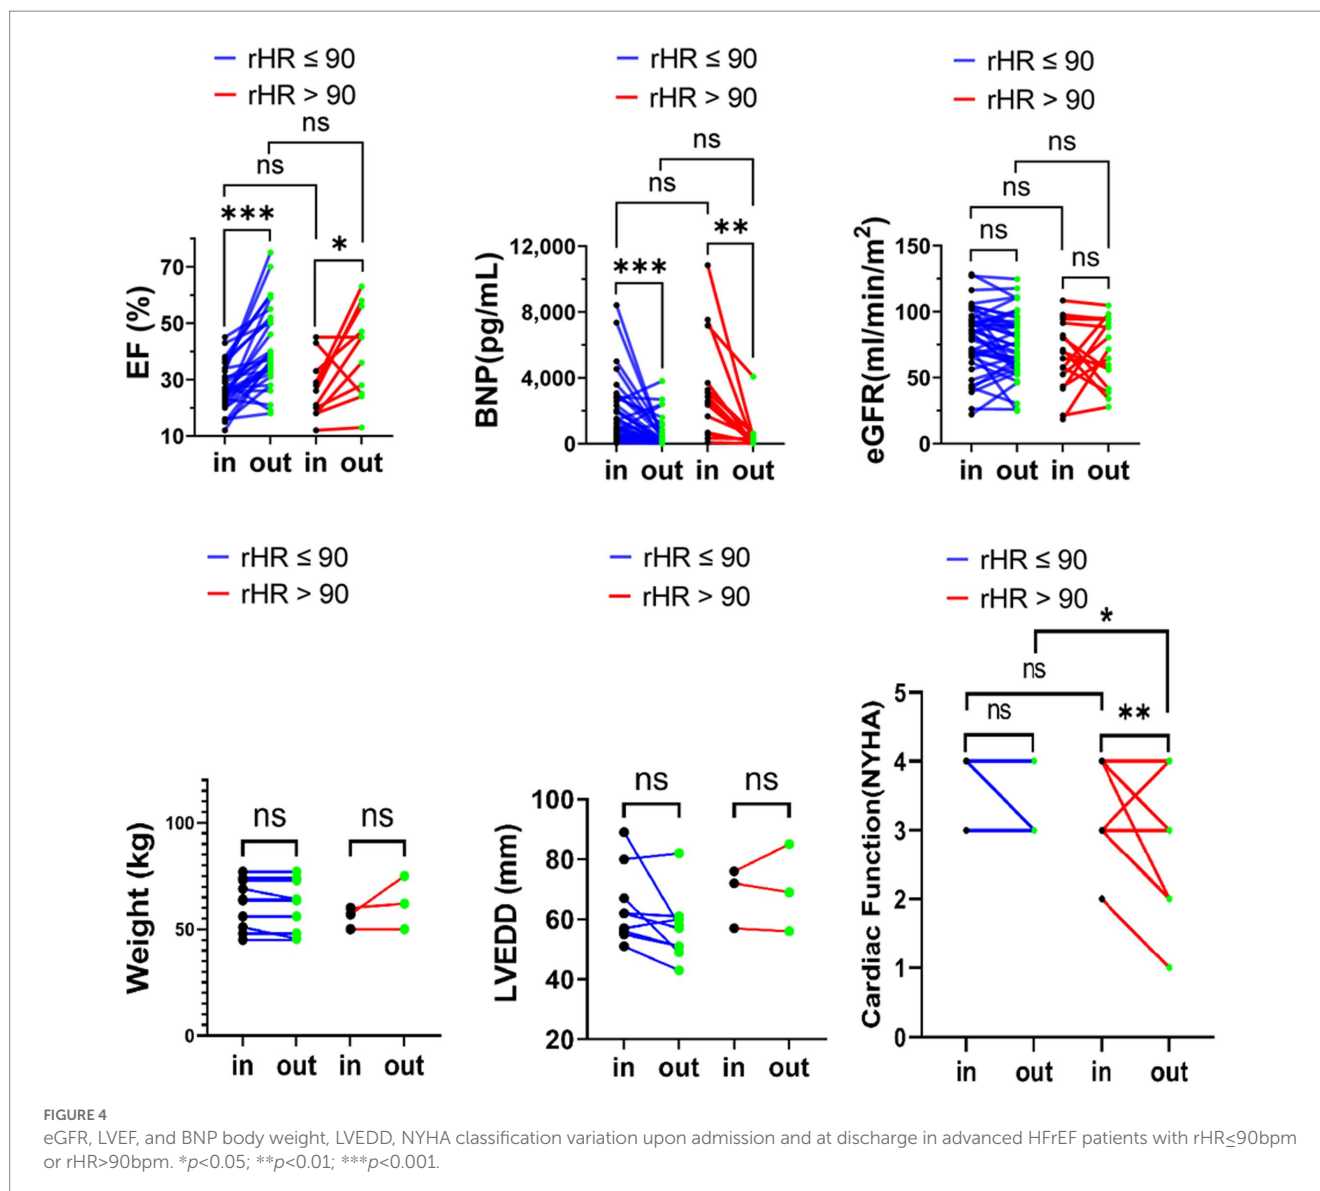 rHR ≤ 90
rHR > 90
ns
ns
***
*
EF (%)
70
50
30
10
in out in out
rHR ≤ 90
rHR > 90
ns
ns
**
***
BNP(pg/mL)
12,000
8,000
4,000
0
in out in out
rHR ≤ 90
rHR > 90
ns
ns
ns
ns
eGFR(ml/min/m²)
150
100
50
0
in out in out
rHR ≤ 90
rHR > 90
ns
ns
Weight (kg)
100
50
0
in out in out
rHR ≤ 90
rHR > 90
ns
ns
LVEDD (mm)
100
80
60
40
20
in out in out
rHR ≤ 90
rHR > 90
*
ns
ns
**
Cardiac Function(NYHA)
5
4
3
2
1
0
in out in out
FIGURE 4
eGFR, LVEF, and BNP body weight, LVEDD, NYHA classification variation upon admission and at discharge in advanced HFrEF patients with rHR≤90bpm
or rHR>90bpm. *p<0.05; **p<0.01; ***p<0.001.